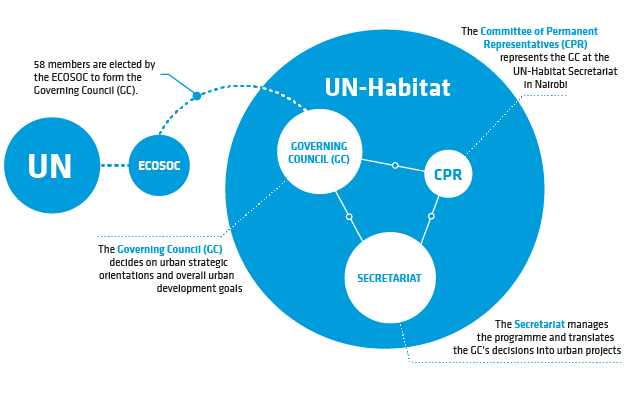 The Committee of Permanent
Representatives (CPR)
represents the GC at the
UN-Habitat Secretariat
in Nairobi
58 members are elected by
the ECOSOC to form the
Governing Council (GC).
UN-Habitat
UN
ECOSOC
GOVERNING
COUNCIL (GC)
CPR
The Governing Council (GC)
decides on urban strategic
orientations and overall urban
development goals
SECRETARIAT
The Secretariat manages
the programme and translates
the GC's decisions into urban projects